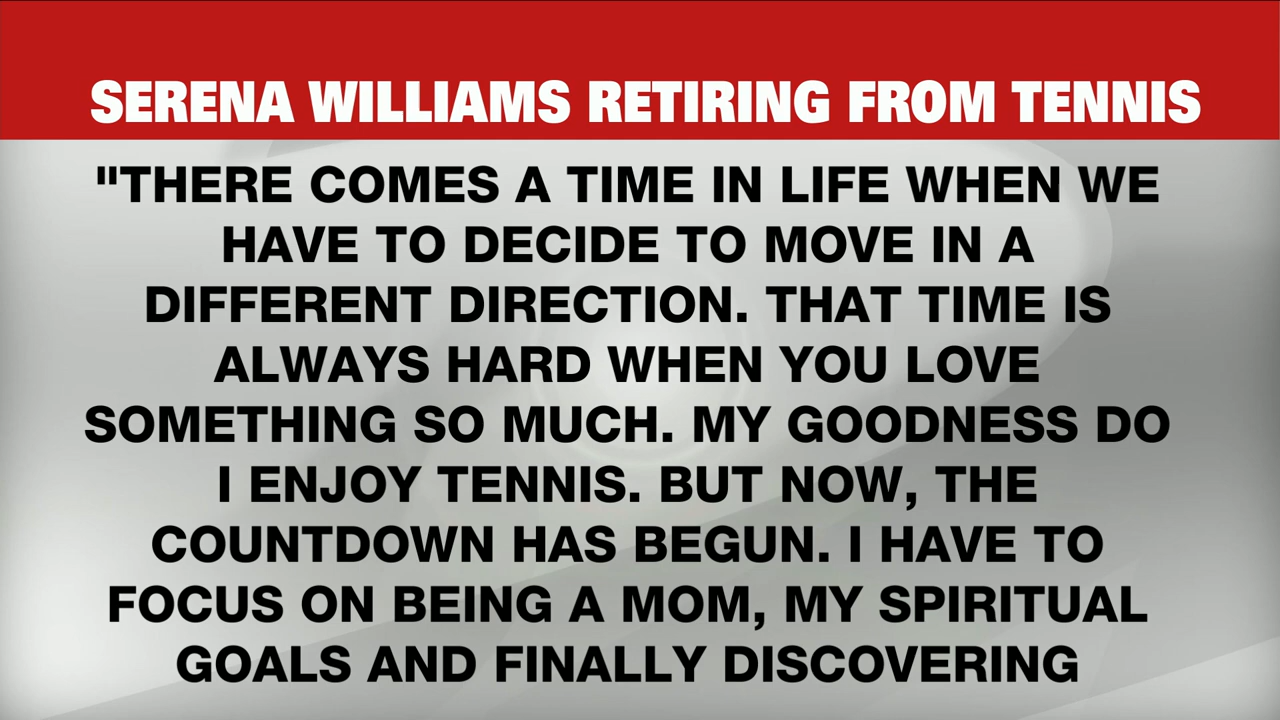 SERENA WILLIAMS RETIRING FROM TENNIS
"THERE COMES A TIME IN LIFE WHEN WE
HAVE TO DECIDE TO MOVE IN A
DIFFERENT DIRECTION. THAT TIME IS
ALWAYS HARD WHEN YOU LOVE
SOMETHING SO MUCH. MY GOODNESS DO
I ENJOY TENNIS. BUT NOW, THE
COUNTDOWN HAS BEGUN. I HAVE TO
FOCUS ON BEING A MOM, MY SPIRITUAL
GOALS AND FINALLY DISCOVERING